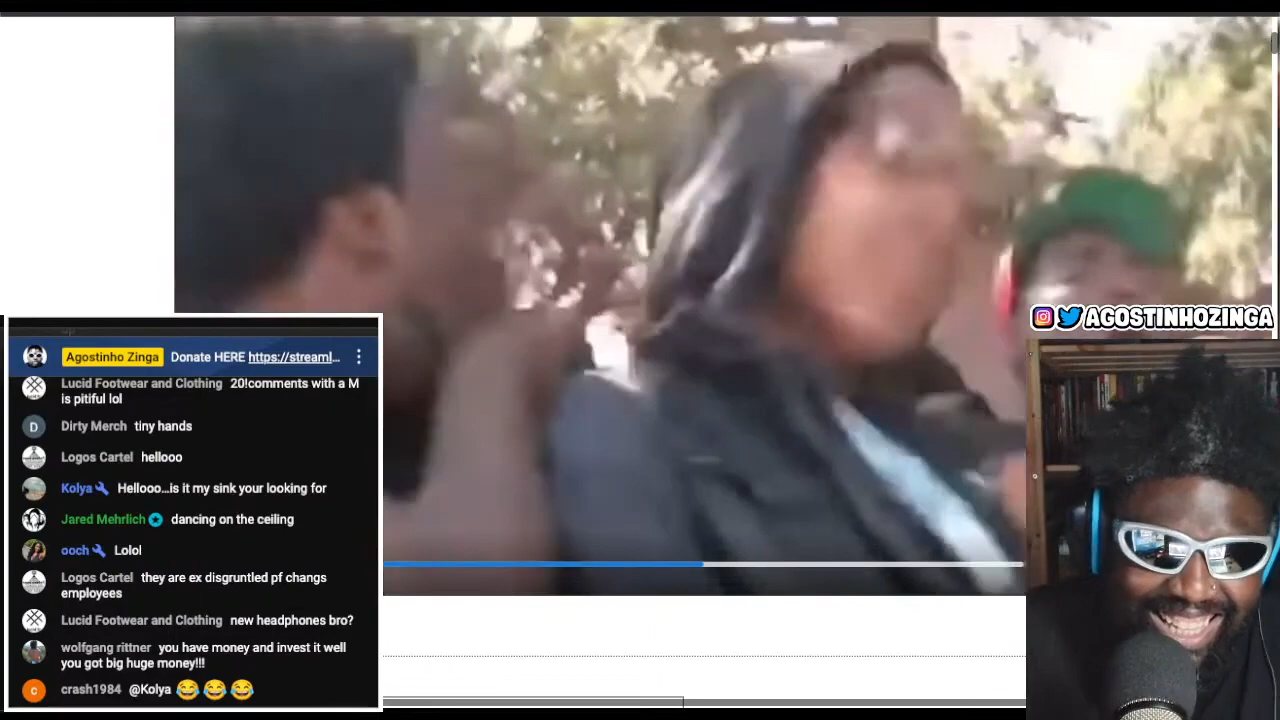 AGOSTINHOZINGA
Agostinho Zinga Donate HERE https://streaml...
Lucid Footwear and Clothing 20!comments with a M
is pitiful lol
Dirty Merch tiny hands
Logos Cartel hellooo
Kolya Hellooo...is it my sink your looking for
Jared Mehrlich dancing on the ceiling
ooch Lolol
Logos Cartel they are ex disgruntled pf changs
employees
Lucid Footwear and Clothing new headphones bro?
wolfgang rittner you have money and invest it well
you got big huge money!!!
crash1984 @Kolya 😂😂😂